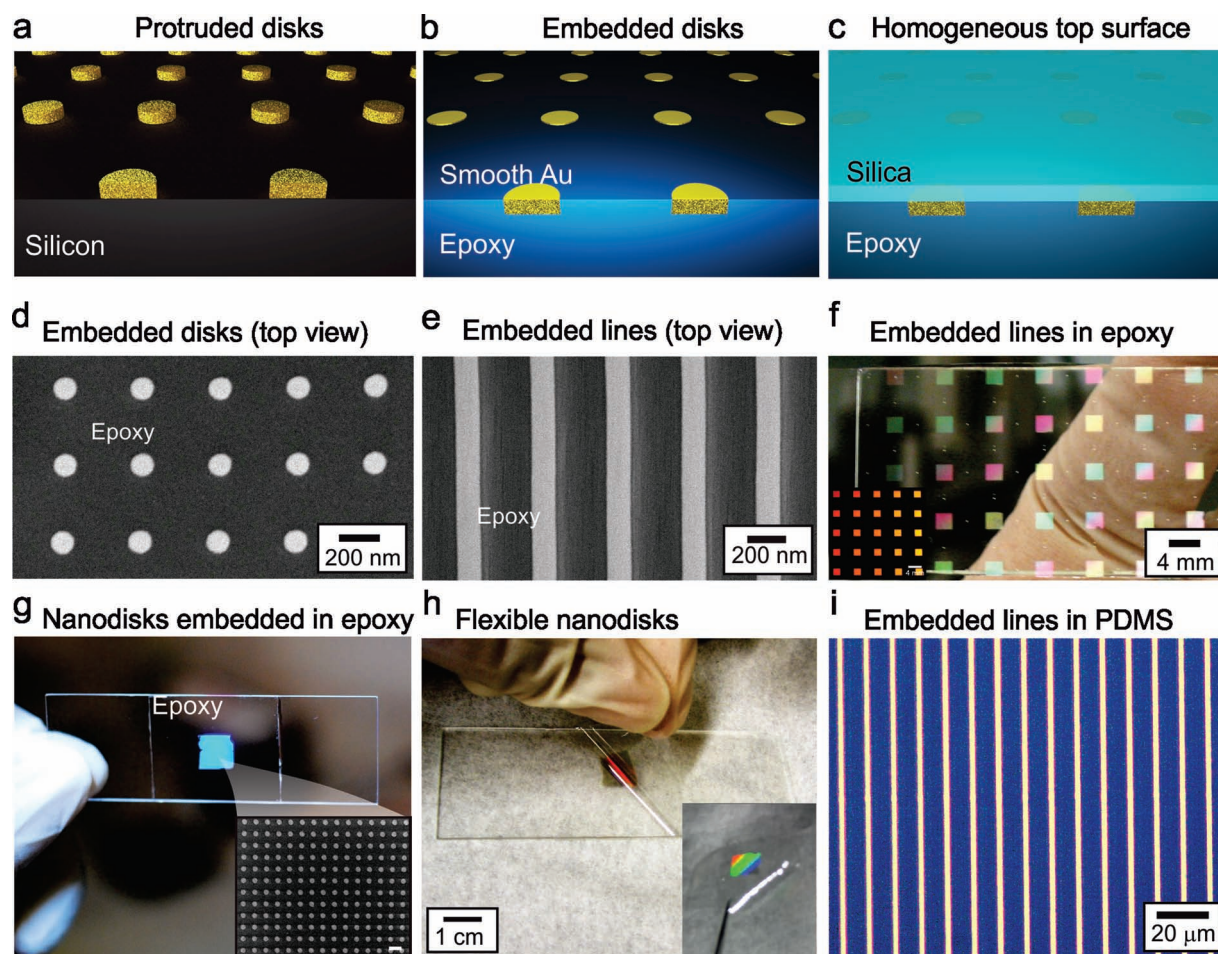 a Protruded disks
Silicon
b Embedded disks
Smooth Au
Epoxy
c Homogeneous top surface
Silica
Epoxy
d Embedded disks (top view)
Epoxy
200 nm
e Embedded lines (top view)
Epoxy
200 nm
f Embedded lines in epoxy
4 mm
4 mm
g Nanodisks embedded in epoxy
Epoxy
h Flexible nanodisks
1 cm
i Embedded lines in PDMS
20 μm